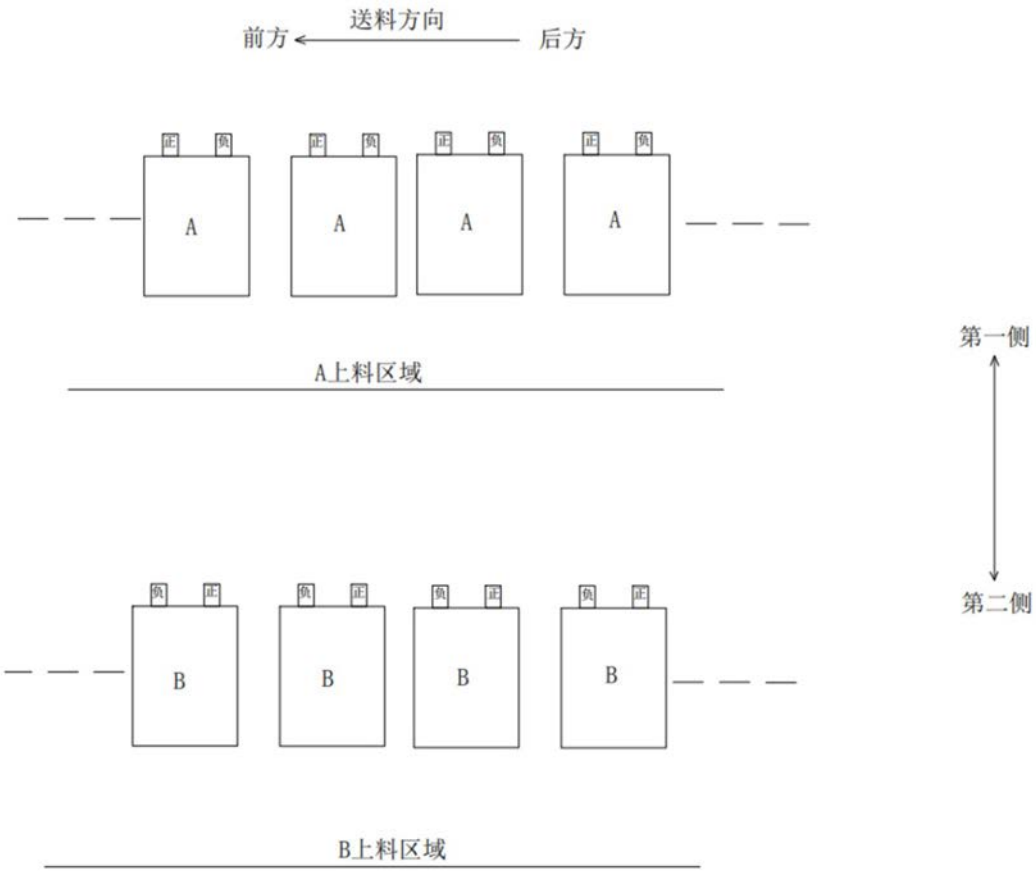 送料方向
前方 后方
正 负 正 负 正 负 正 负
A A A A
第一侧
A上料区域
负 正 负 正 负 正 负 正
第二侧
B B B B
B上料区域